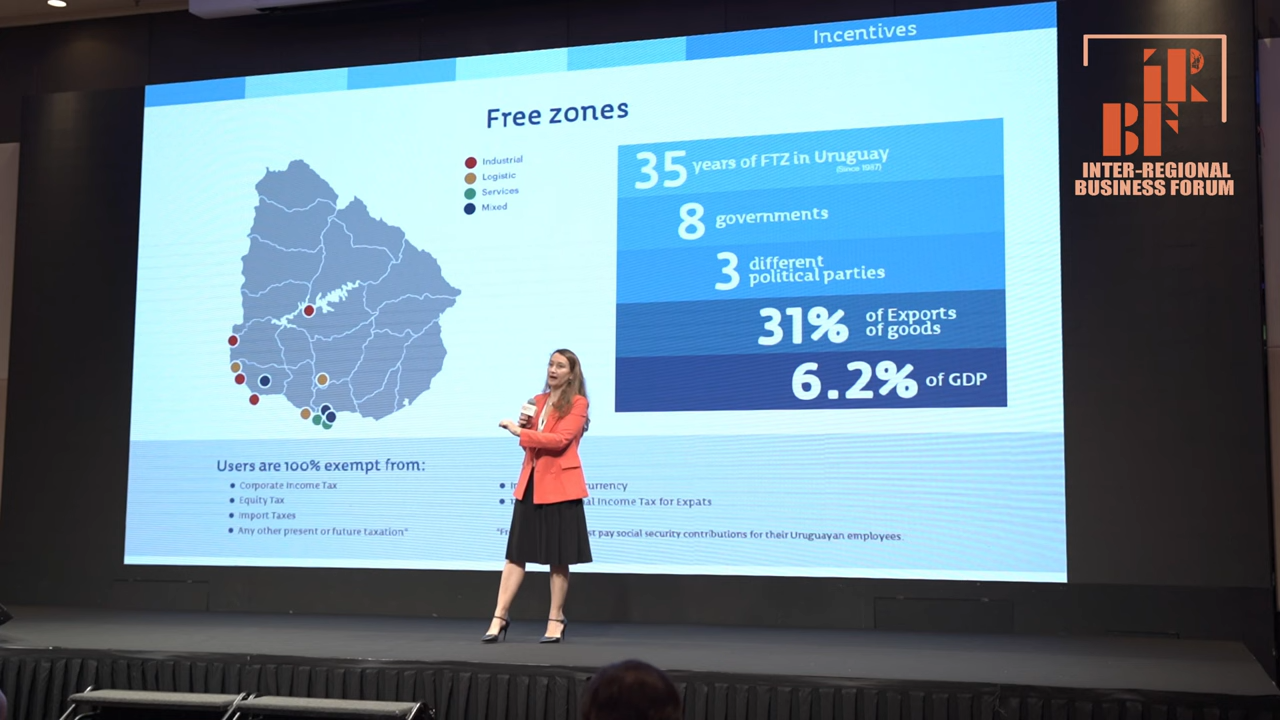 Incentives
Free zones
Industrial
Logistic
Services
Mixed
35 years of FTZ in Uruguay
(Since 1987)
8 governments
3 different
political parties
31% of Exports
of goods
6.2% of GDP
Users are 100% exempt from:
Corporate Income Tax
Equity Tax
Import Taxes
Any other present or future taxation*
Income Tax for Expats
pay social security contributions for their Uruguayan employees
iR
BF
INTER-REGIONAL
BUSINESS FORUM